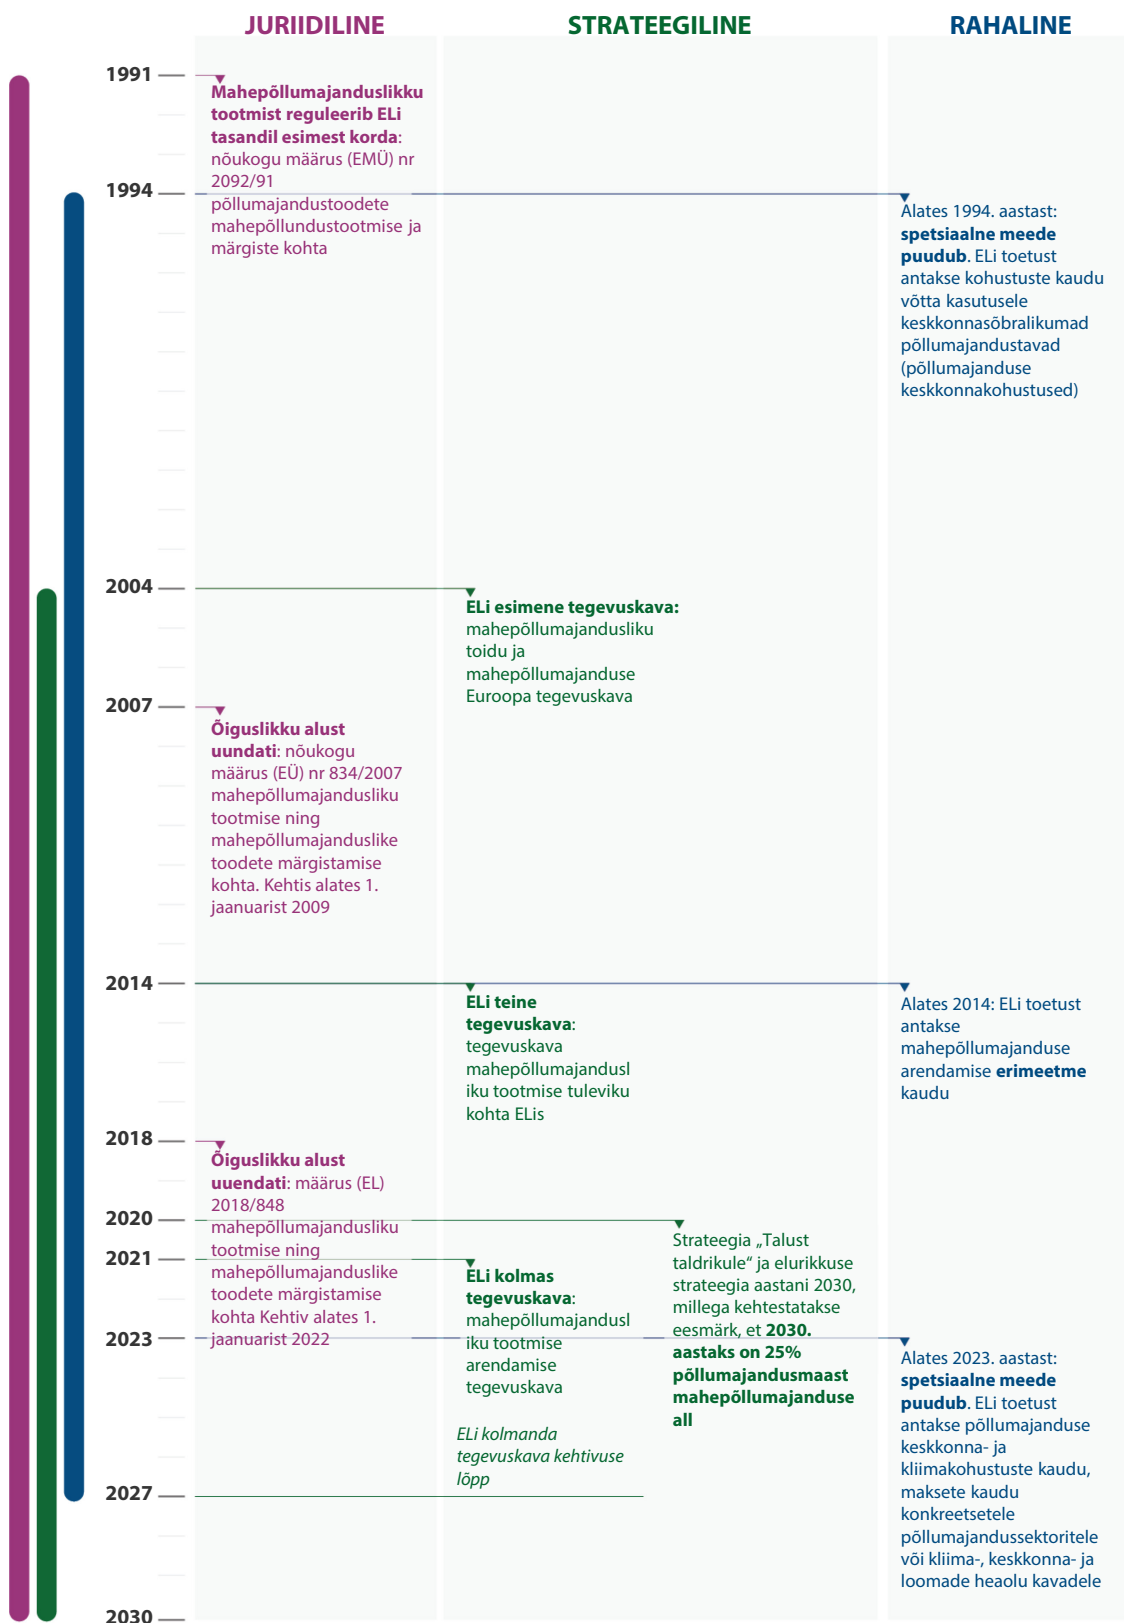 JURIIDILINE
STRATEEGILINE
RAHALINE
1991
Mahepõllumajanduslikku
tootmist reguleerib ELi
tasandil esimest korda:
nõukogu määrus (EMÜ) nr
2092/91
põllumajandustoodete
mahepõllundustootmise ja
märgiste kohta
1994
Alates 1994. aastast:
spetsiaalne meede
puudub. ELi toetust
antakse kohustuste kaudu
võtta kasutusele
keskkonnasõbralikumad
põllumajandustavad
(põllumajanduse
keskkonnakohustused)
2004
ELi esimene tegevuskava:
mahepõllumajandusliku
toidu ja
mahepõllumajanduse
Euroopa tegevuskava
2007
Õiguslikku alust
uundati: nõukogu
määrus (EÜ) nr 834/2007
mahepõllumajandusliku
tootmise ning
mahepõllumajanduslike
toodete märgistamise
kohta. Kehtis alates 1.
jaanuarist 2009
2014
ELi teine
tegevuskava:
tegevuskava
mahepõllumajandusl
iku tootmise tuleviku
kohta ELis
Alates 2014: ELi toetust
antakse
mahepõllumajanduse
arendamise erimeetme
kaudu
2018
Õiguslikku alust
uuendati: määrus (EL)
2018/848
mahepõllumajandusliku
tootmise ning
mahepõllumajanduslike
toodete märgistamise
kohta Kehtiv alates 1.
jaanuarist 2022
2020
Strateegia „Talust
taldrikule“ ja elurikkuse
strateegia aastani 2030,
millega kehtestatakse
eesmärk, et 2030.
aastaks on 25%
põllumajandusmaast
mahepõllumajanduse
all
2021
ELi kolmas
tegevuskava:
mahepõllumajandusl
iku tootmise
arendamise
tegevuskava
ELi kolmanda
tegevuskava kehtivuse
lõpp
2023
Alates 2023. aastast:
spetsiaalne meede
puudub. ELi toetust
antakse põllumajanduse
keskkonna- ja
kliimakohustuste kaudu,
maksete kaudu
konkreetsetele
põllumajandussektoritele
või kliima-, keskkonna- ja
loomade heaolu kavadele
2027
2030